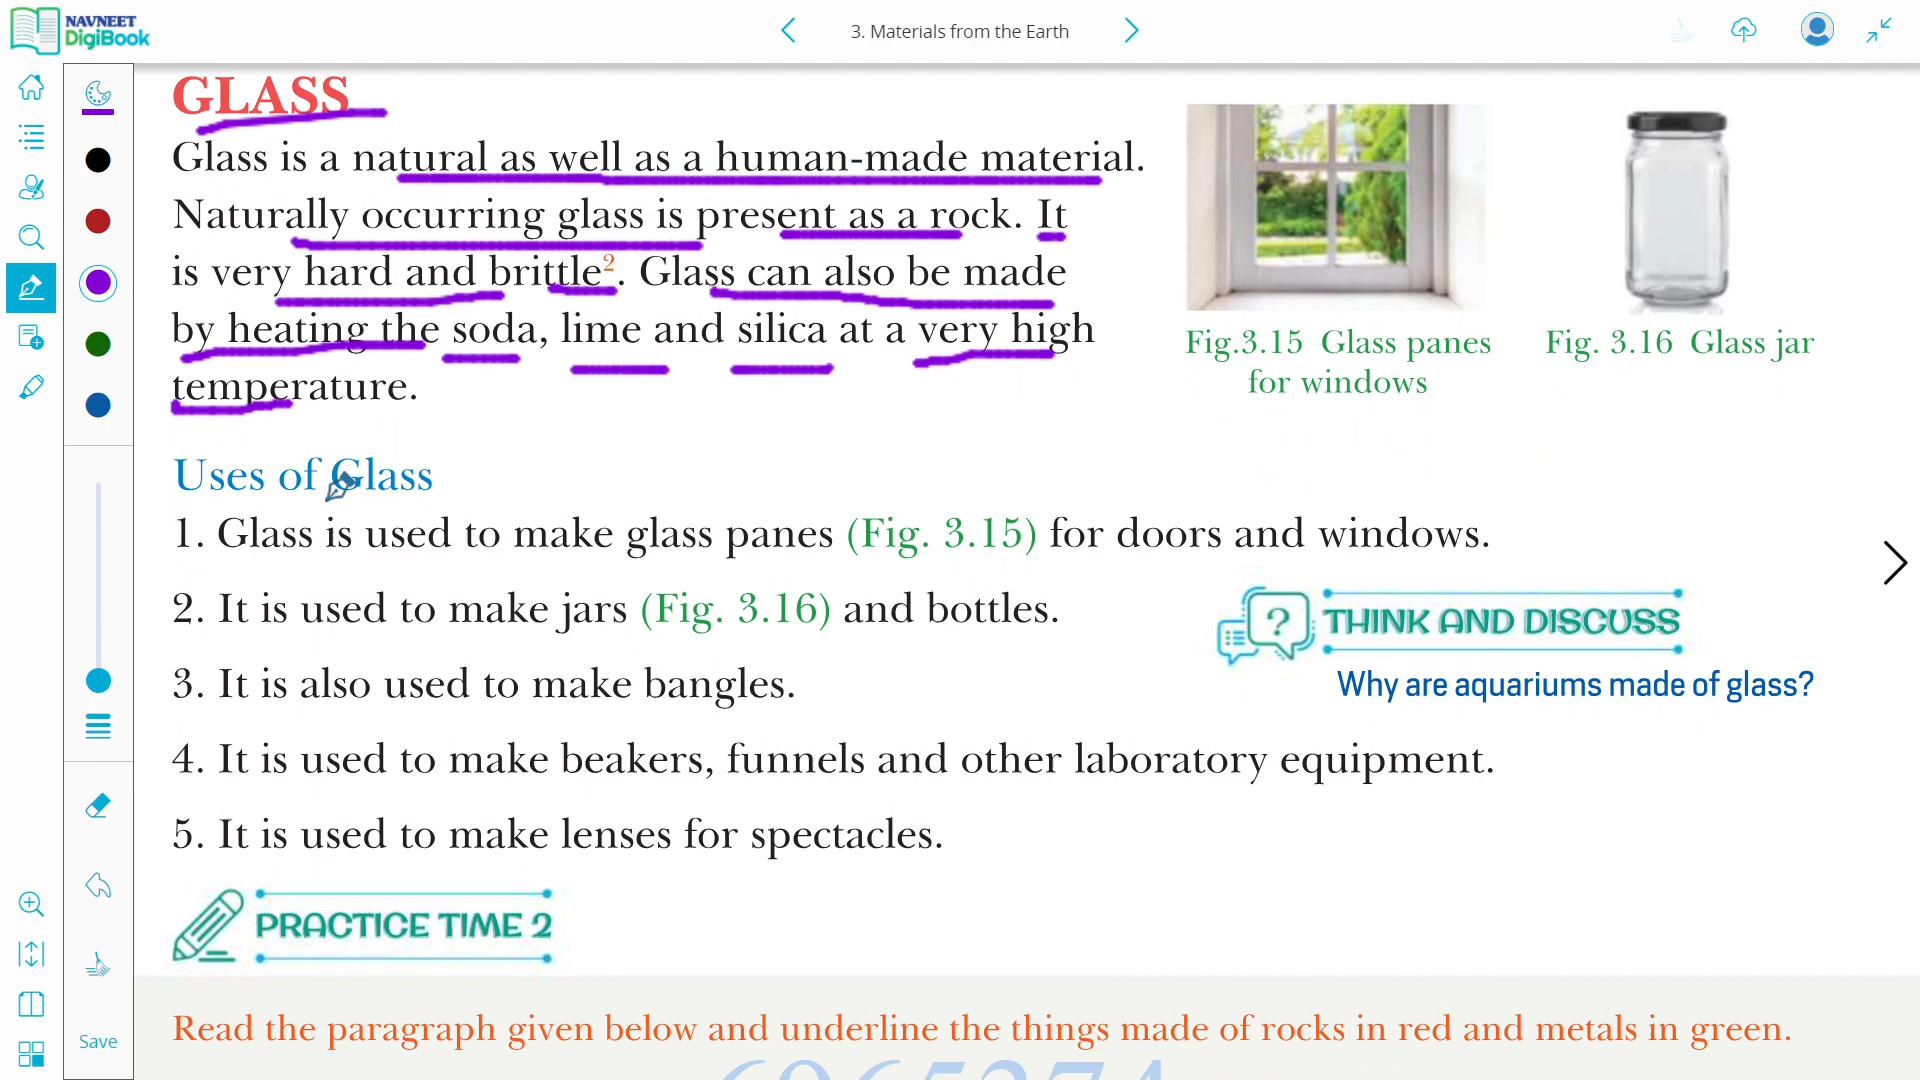 NAVNEET
DigiBook
3. Materials from the Earth
GLASS
Glass is a natural as well as a human-made material.
Naturally occurring glass is present as a rock. It
is very hard and brittle². Glass can also be made
by heating the soda, lime and silica at a very high
temperature.
Fig.3.15 Glass panes
for windows
Fig. 3.16 Glass jar
Uses of Glass
1. Glass is used to make glass panes (Fig. 3.15) for doors and windows.
2. It is used to make jars (Fig. 3.16) and bottles.
THINK AND DISCUSS
Why are aquariums made of glass?
3. It is also used to make bangles.
4. It is used to make beakers, funnels and other laboratory equipment.
5. It is used to make lenses for spectacles.
PRACTICE TIME 2
Read the paragraph given below and underline the things made of rocks in red and metals in green.
Save